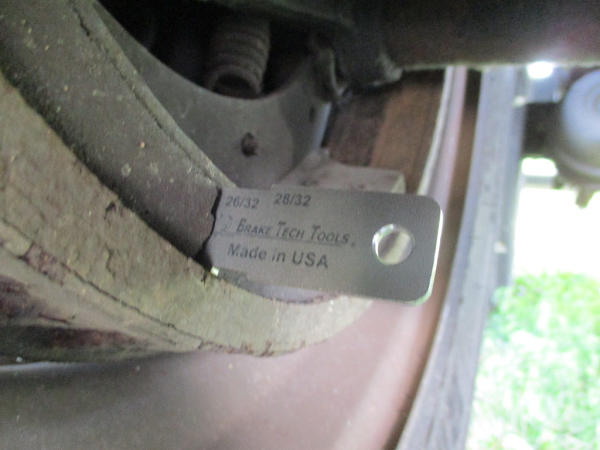 26/32 28/32
BRAKE TECH TOOLS®
Made in USA